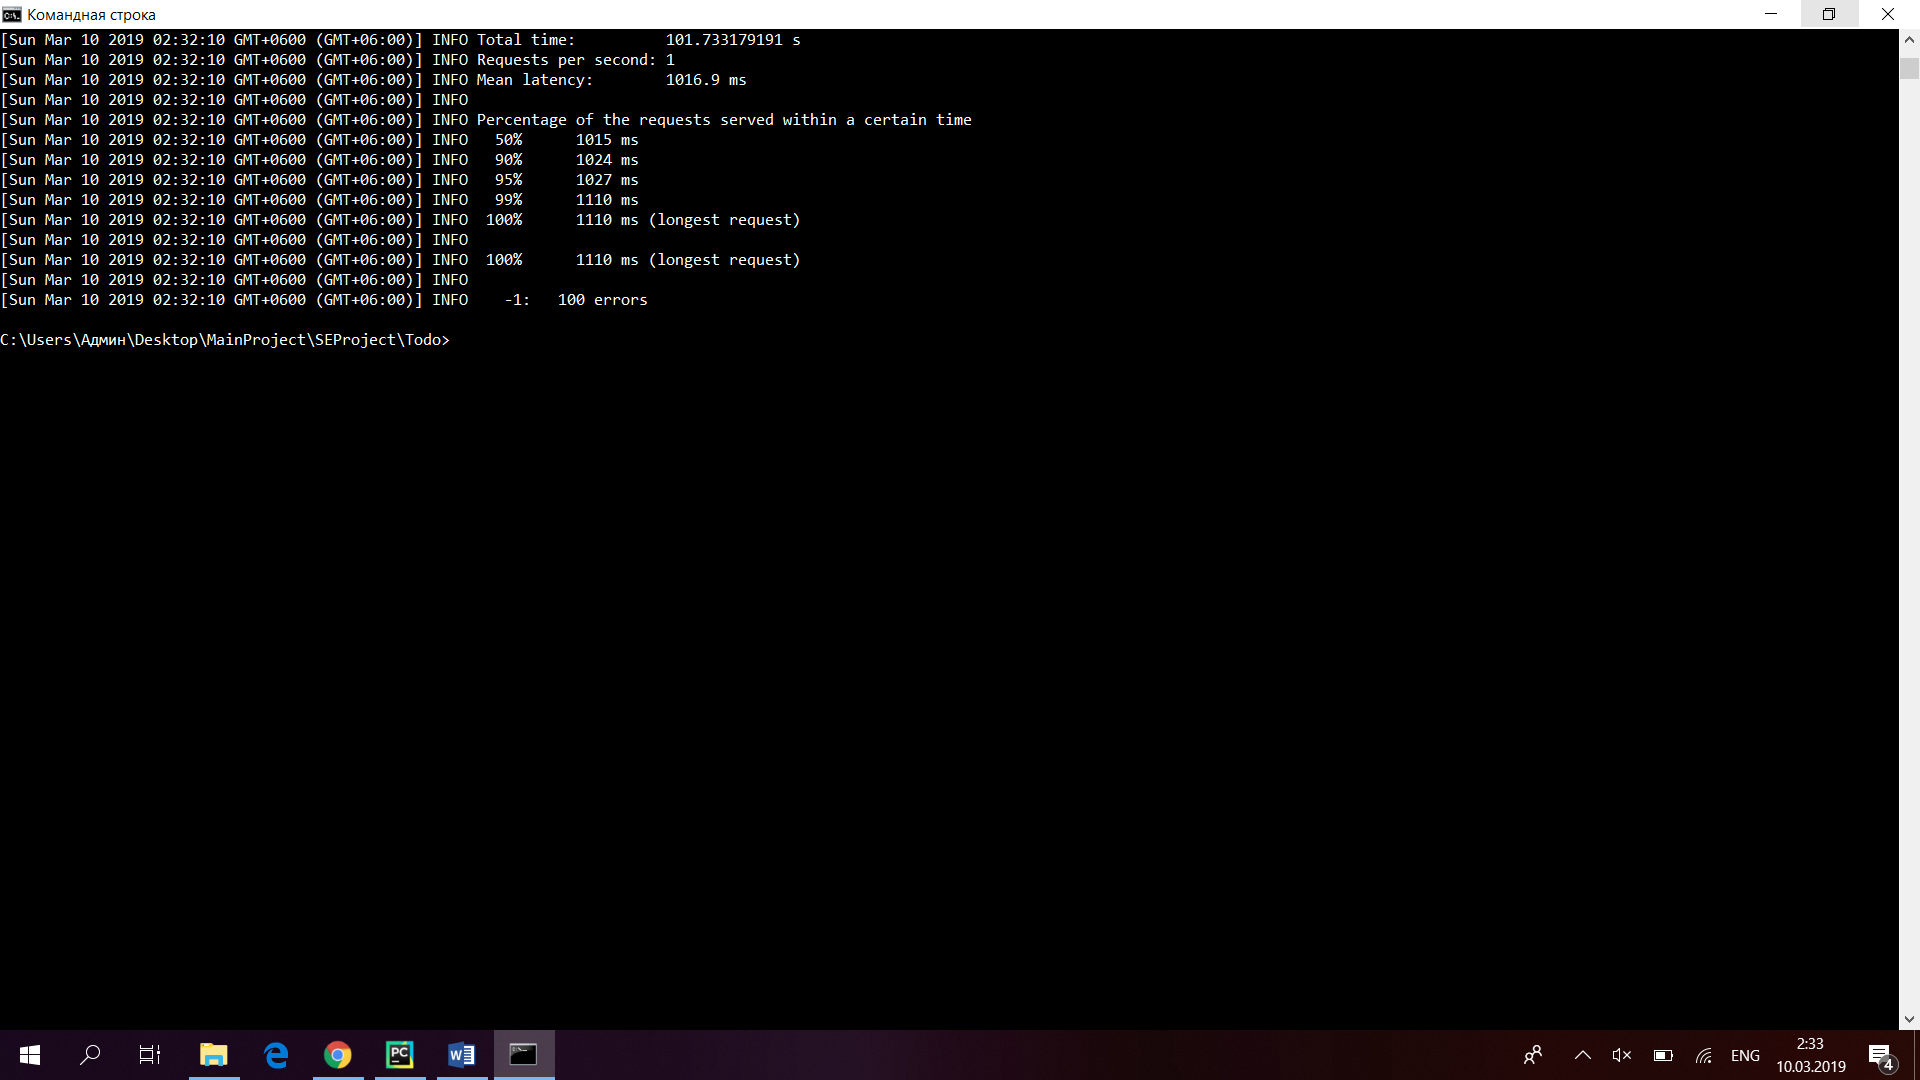 Командная строка
[Sun Mar 10 2019 02:32:10 GMT+0600 (GMT+06:00)] INFO Total time:          101.733179191 s
[Sun Mar 10 2019 02:32:10 GMT+0600 (GMT+06:00)] INFO Requests per second: 1
[Sun Mar 10 2019 02:32:10 GMT+0600 (GMT+06:00)] INFO Mean latency:        1016.9 ms
[Sun Mar 10 2019 02:32:10 GMT+0600 (GMT+06:00)] INFO
[Sun Mar 10 2019 02:32:10 GMT+0600 (GMT+06:00)] INFO Percentage of the requests served within a certain time
[Sun Mar 10 2019 02:32:10 GMT+0600 (GMT+06:00)] INFO   50%      1015 ms
[Sun Mar 10 2019 02:32:10 GMT+0600 (GMT+06:00)] INFO   90%      1024 ms
[Sun Mar 10 2019 02:32:10 GMT+0600 (GMT+06:00)] INFO   95%      1027 ms
[Sun Mar 10 2019 02:32:10 GMT+0600 (GMT+06:00)] INFO   99%      1110 ms
[Sun Mar 10 2019 02:32:10 GMT+0600 (GMT+06:00)] INFO  100%      1110 ms (longest request)
[Sun Mar 10 2019 02:32:10 GMT+0600 (GMT+06:00)] INFO
[Sun Mar 10 2019 02:32:10 GMT+0600 (GMT+06:00)] INFO  100%      1110 ms (longest request)
[Sun Mar 10 2019 02:32:10 GMT+0600 (GMT+06:00)] INFO
[Sun Mar 10 2019 02:32:10 GMT+0600 (GMT+06:00)] INFO    -1:   100 errors
C:\Users\Админ\Desktop\MainProject\SEProject\Todo>
PC
ENG
2:33
10.03.2019
4